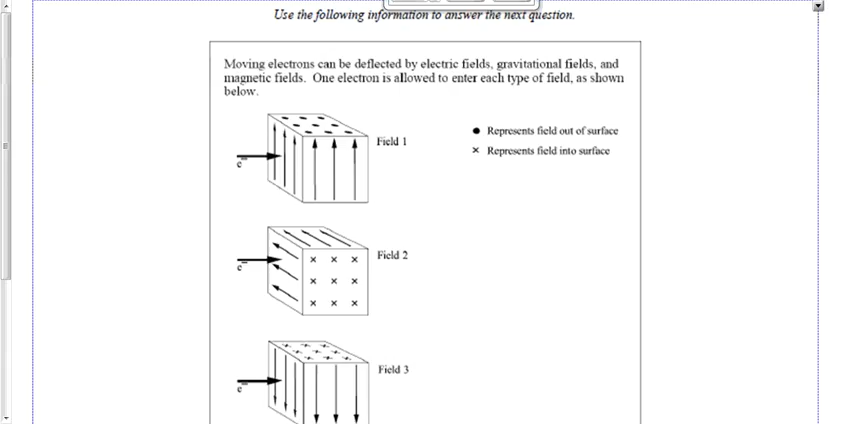 Use the following information to answer the next question.
Moving electrons can be deflected by electric fields, gravitational fields, and
magnetic fields. One electron is allowed to enter each type of field, as shown
below.
Field 1
● Represents field out of surface
× Represents field into surface
e⁻
Field 2
e⁻
Field 3
e⁻